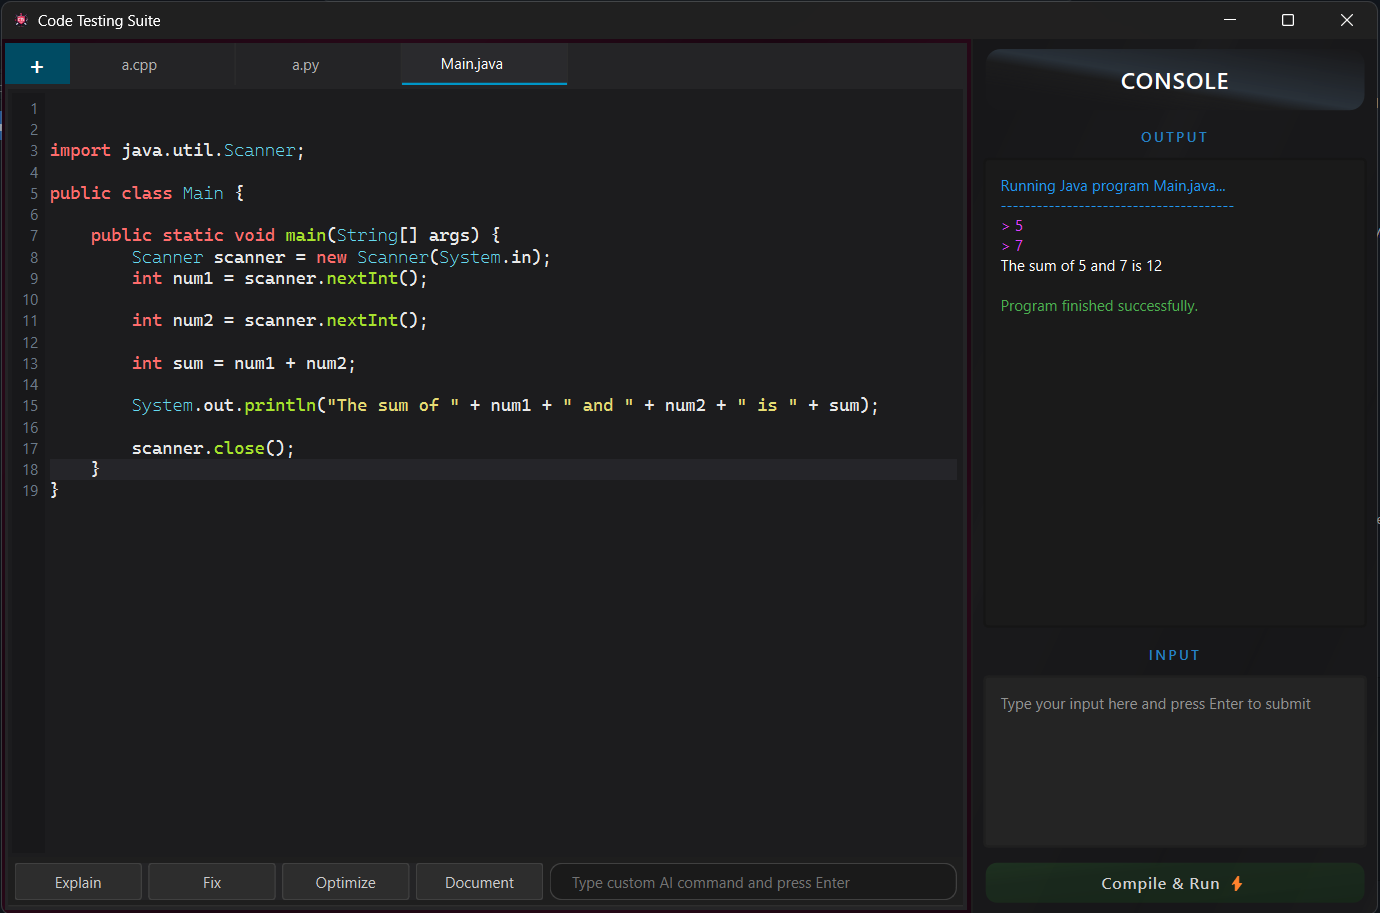 Code Testing Suite
+ a.cpp a.py Main.java
1
2
3 import java.util.Scanner;
4
5 public class Main {
6
7     public static void main(String[] args) {
8         Scanner scanner = new Scanner(System.in);
9         int num1 = scanner.nextInt();
10
11         int num2 = scanner.nextInt();
12
13         int sum = num1 + num2;
14
15         System.out.println("The sum of " + num1 + " and " + num2 + " is " + sum);
16
17         scanner.close();
18     }
19 }
Explain Fix Optimize Document Type custom AI command and press Enter
CONSOLE
OUTPUT
Running Java program Main.java...
---------------------------------------
> 5
> 7
The sum of 5 and 7 is 12
Program finished successfully.
INPUT
Type your input here and press Enter to submit
Compile & Run